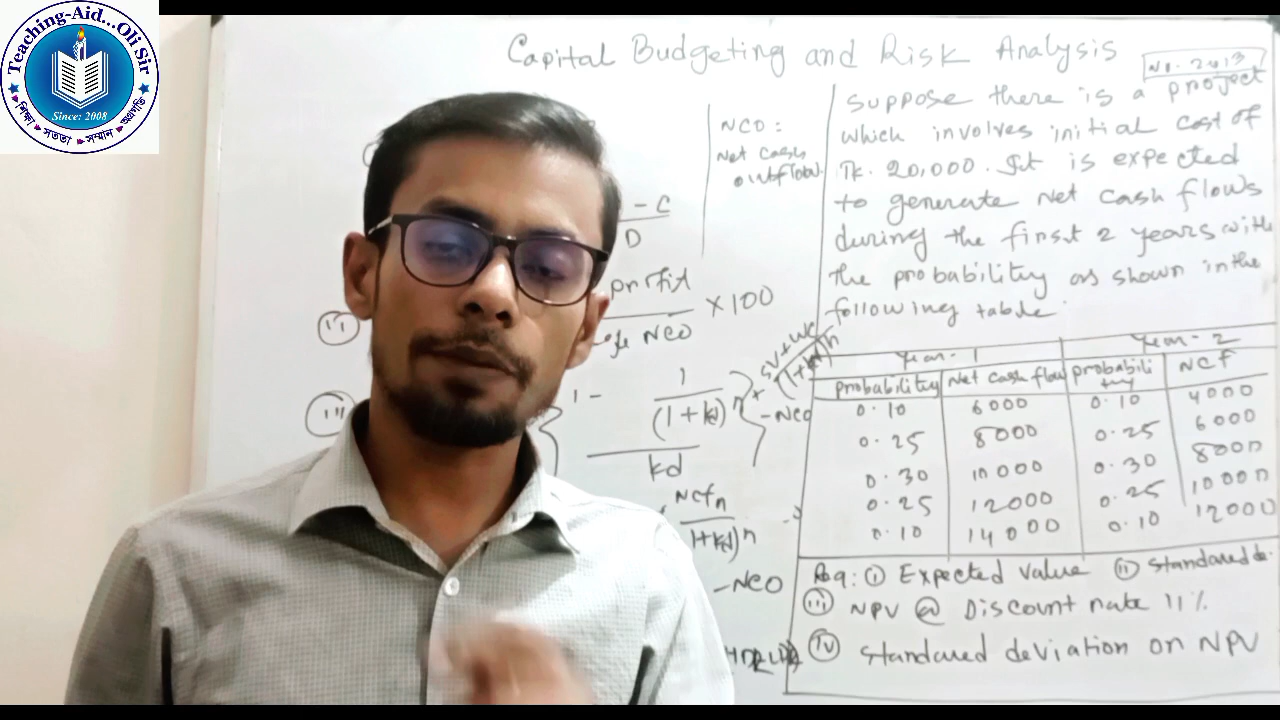 Teaching-Aid...Oli Sir
Since: 2008
শিক্ষা ★ সততা ★ সম্মান ★ অগ্রগতি
Capital Budgeting and Risk Analysis
NCO:
Net Cash
outflow
- C
D
profit
NCO
× 100
(ii)
(iii)
1 -
1
(1+kd)n
kd
+
SV + WC
- NCO
Ncfn
1+kd)n
- NCO
NU. 2013
Suppose there is a project
which involves initial cost of
Tk. 20,000. It is expected
to generate net cash flows
during the first 2 years with
the probability as shown in the
following table.
Year-1 Year-2
probability Net cash flow probability NCF
0.10 6000 0.10 4000
0.25 8000 0.25 6000
0.30 10000 0.30 8000
0.25 12000 0.25 10000
0.10 14000 0.10 12000
Req: (i) Expected value (ii) Standared de.
(iii) NPV @ Discount rate 11%
(iv) Standared deviation on NPV